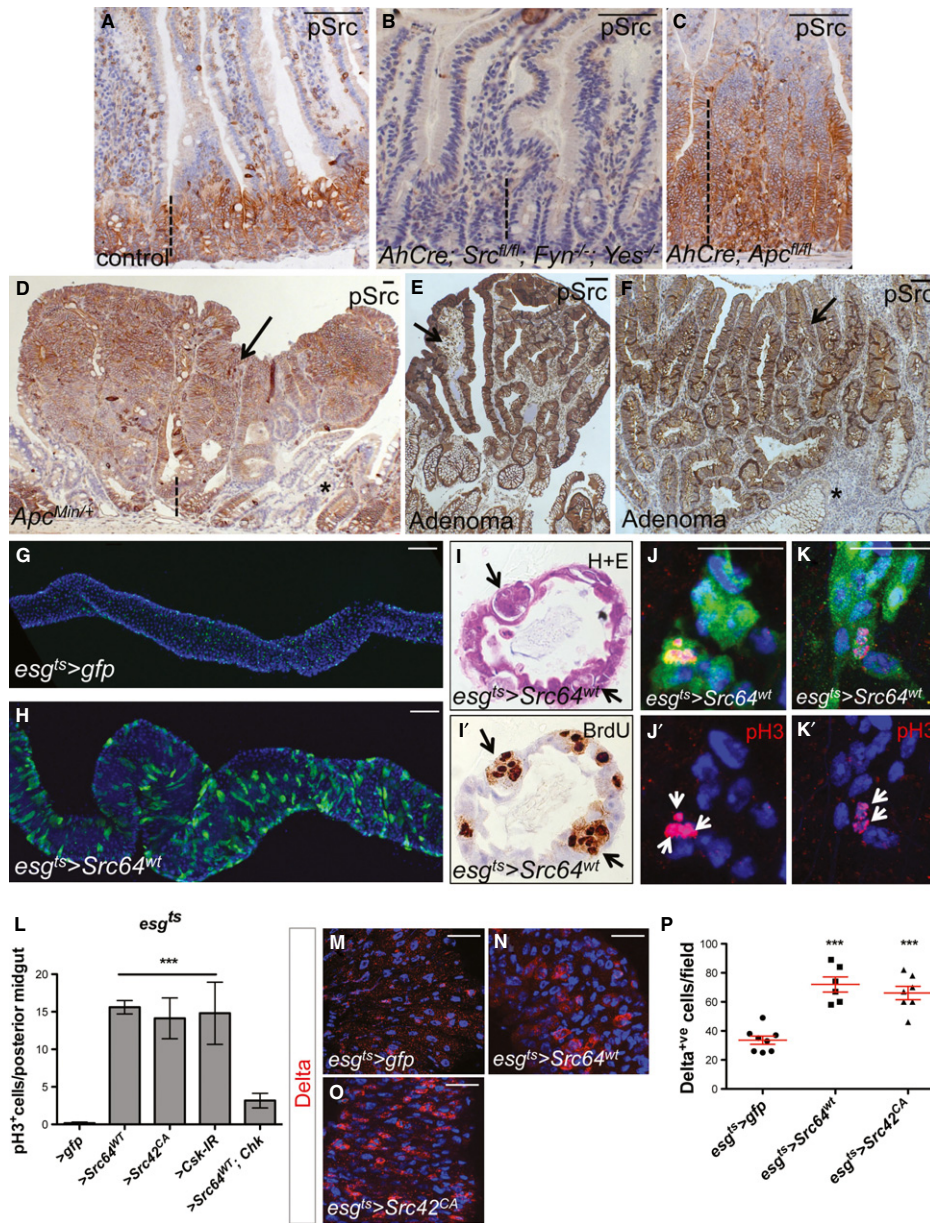 A pSrc
control
B pSrc
AhCre; Src^fl/fl; Fyn^-/-; Yes^-/-
C pSrc
AhCre; Apc^fl/fl
D pSrc
Apc^Min/+
*
E pSrc
Adenoma
F pSrc
Adenoma
*
G
esg^ts>gfp
H
esg^ts>Src64^wt
I H+E
esg^ts>Src64^wt
I′ BrdU
esg^ts>Src64^wt
J
esg^ts>Src64^wt
K
esg^ts>Src64^wt
J′ pH3
K′ pH3
L
esg^ts
***
pH3^+cells/posterior midgut
20
15
10
5
0
>gfp
>Src64^WT
>Src42^CA
>Csk-IR
>Src64^WT; Chk
Delta
M
esg^ts>gfp
N
esg^ts>Src64^wt
O
esg^ts>Src42^CA
P
*** ***
Delta^+ve cells/field
100
80
60
40
20
0
esg^ts>gfp
esg^ts>Src64^wt
esg^ts>Src42^CA